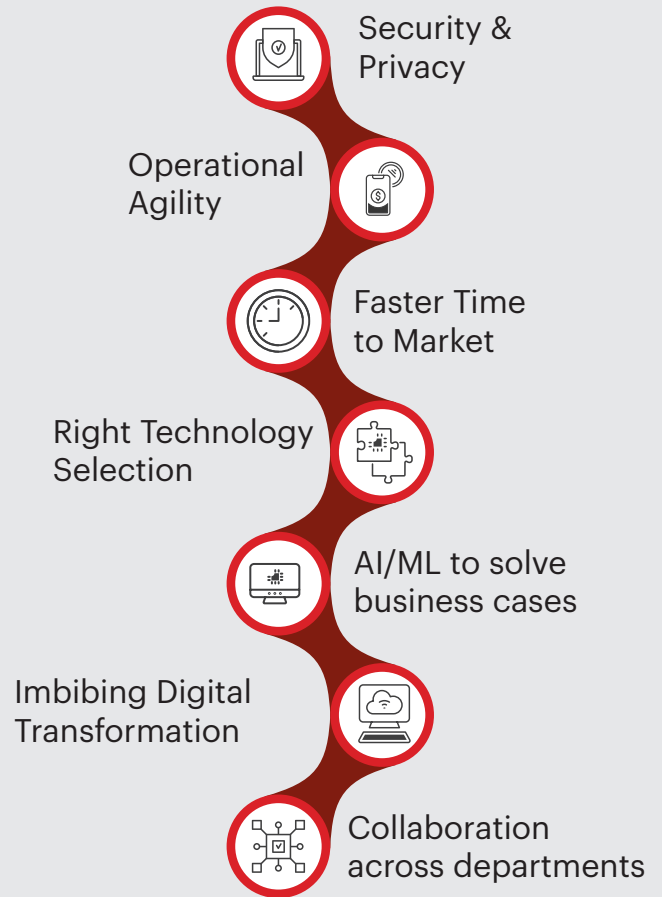 Security &
Privacy
Operational
Agility
Faster Time
to Market
Right Technology
Selection
AI/ML to solve
business cases
Imbibing Digital
Transformation
Collaboration
across departments